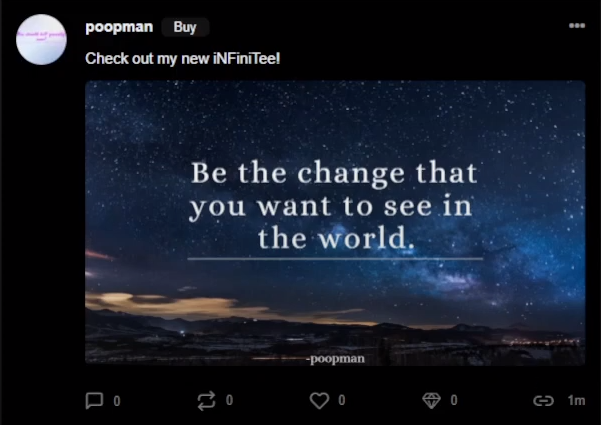 poopman Buy
Check out my new iNFiniTee!
Be the change that
you want to see in
the world.
-poopman
0 0 0 0 1m